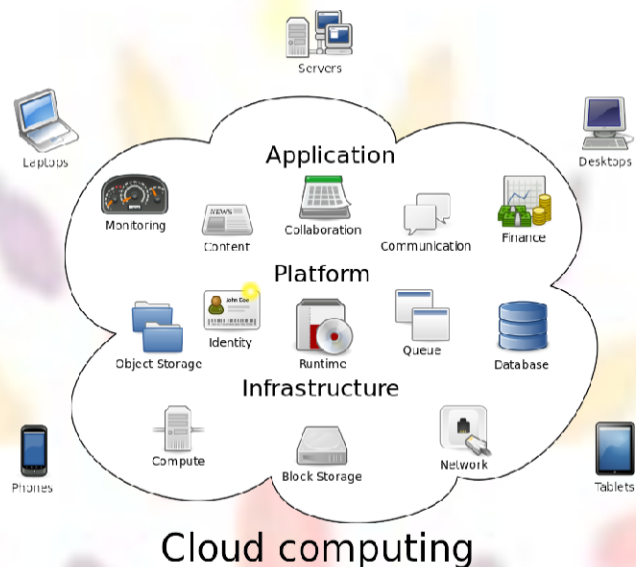 Servers
Laptops
Desktops
Application
Monitoring
NEWS
Content
Collaboration
Communication
Finance
Platform
John Doe
Object Storage
Identity
Runtime
Queue
Database
Infrastructure
Compute
Block Storage
Network
Phones
Tablets
Cloud computing